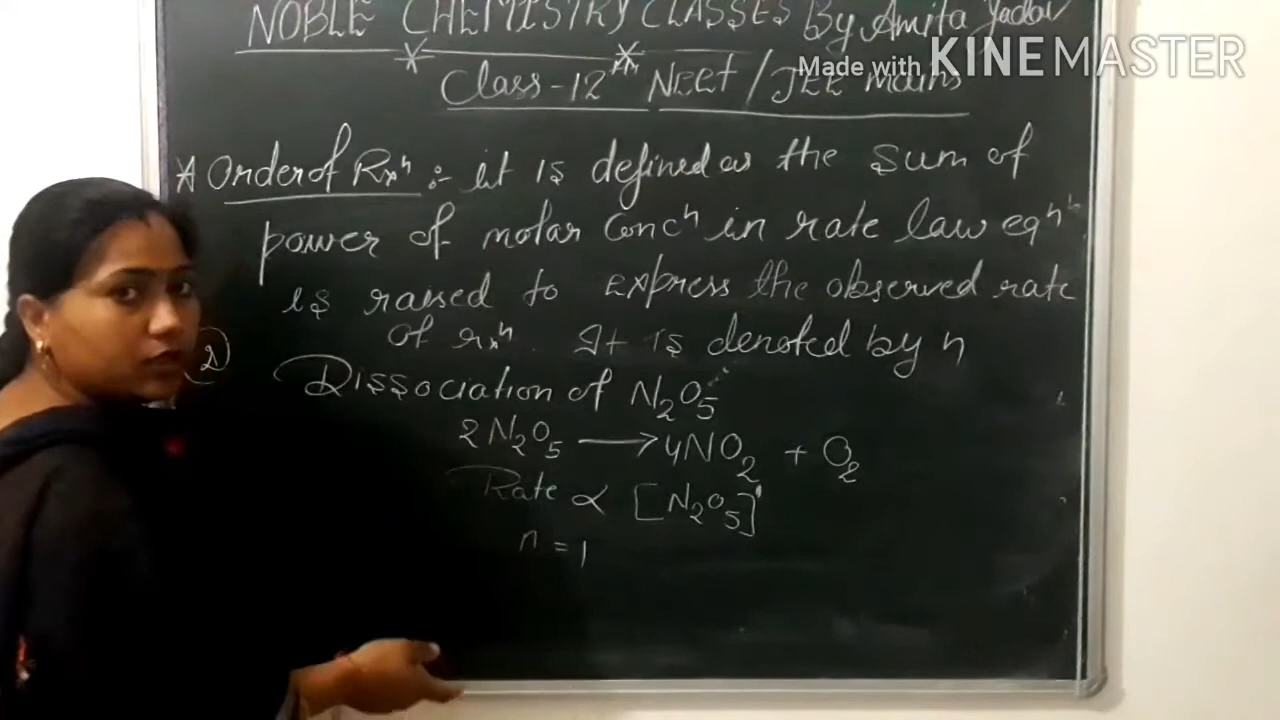 NOBLE CHEMISTRY CLASSES By Amita Yadav
Made with KINEMASTER
Class-12th NEET / JEE mains
* Order of Rxⁿ :- It is defined as the sum of
power of molar Concⁿ in rate law eqⁿ
is raised to express the observed rate
of rxⁿ. It is denoted by n
2) Dissociation of N₂O₅
2N₂O₅ ⟶ 4NO₂ + O₂
Rate ∝ [N₂O₅]¹
n = 1